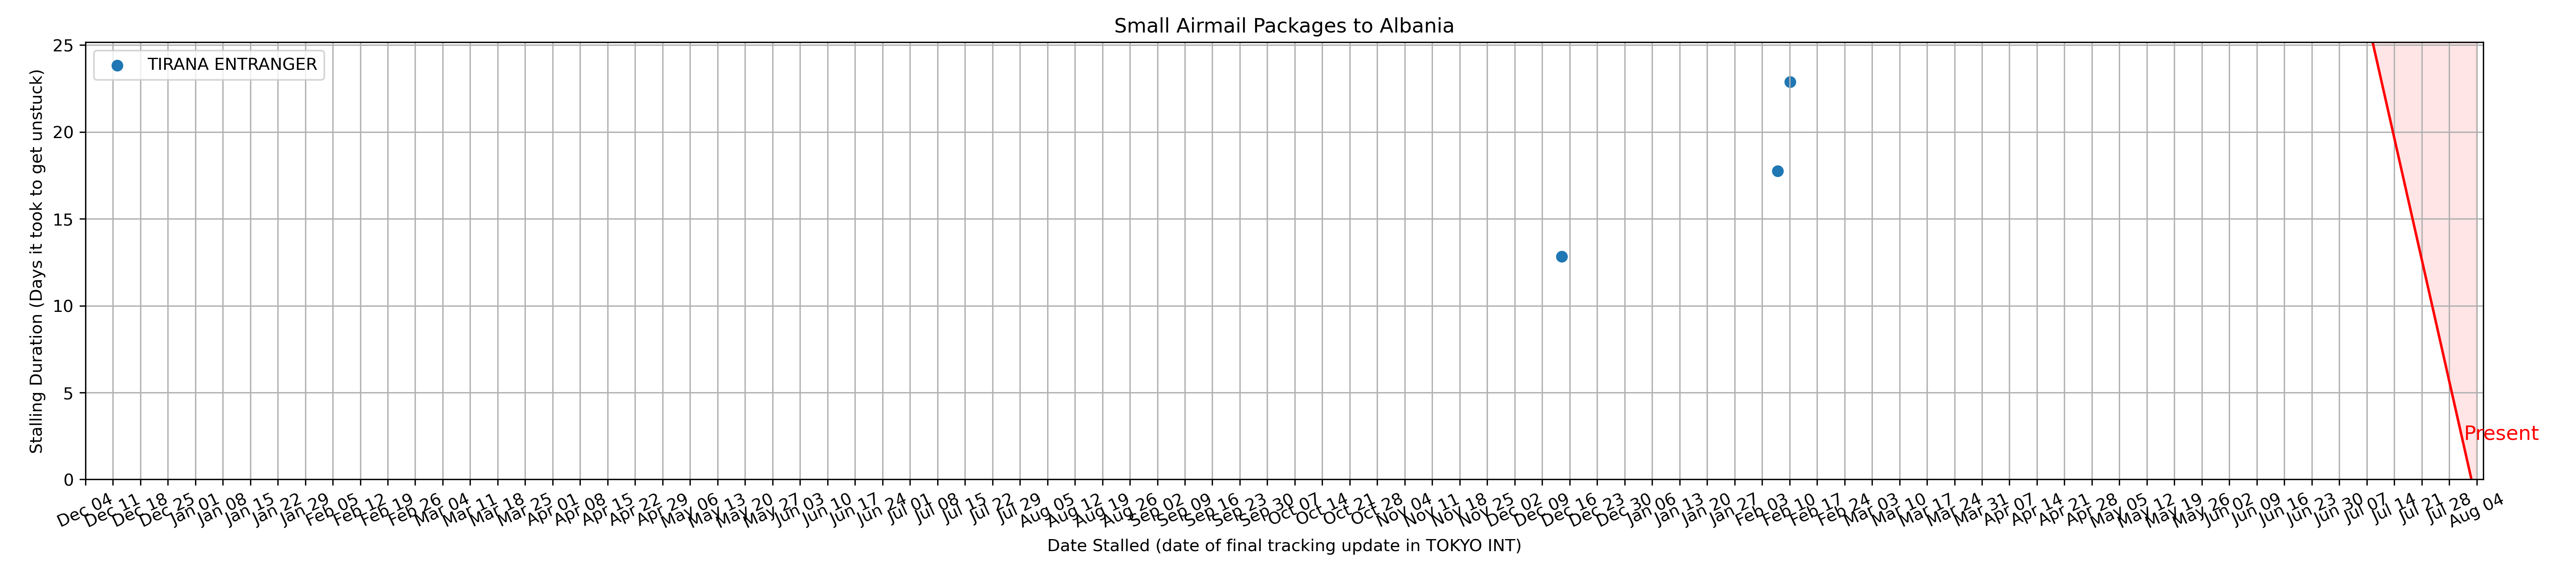 Small Airmail Packages to Albania
TIRANA ENTRANGER
Stalling Duration (Days it took to get unstuck)
25
20
15
10
5
0
Present
Dec 04
Dec 11
Dec 18
Dec 25
Jan 01
Jan 08
Jan 15
Jan 22
Jan 29
Feb 05
Feb 12
Feb 19
Feb 26
Mar 04
Mar 11
Mar 18
Mar 25
Apr 01
Apr 08
Apr 15
Apr 22
Apr 29
May 06
May 13
May 20
May 27
Jun 03
Jun 10
Jun 17
Jun 24
Jul 01
Jul 08
Jul 15
Jul 22
Jul 29
Aug 05
Aug 12
Aug 19
Aug 26
Sep 02
Sep 09
Sep 16
Sep 23
Sep 30
Oct 07
Oct 14
Oct 21
Oct 28
Nov 04
Nov 11
Nov 18
Nov 25
Dec 02
Dec 09
Dec 16
Dec 23
Dec 30
Jan 06
Jan 13
Jan 20
Jan 27
Feb 03
Feb 10
Feb 17
Feb 24
Mar 03
Mar 10
Mar 17
Mar 24
Mar 31
Apr 07
Apr 14
Apr 21
Apr 28
May 05
May 12
May 19
May 26
Jun 02
Jun 09
Jun 16
Jun 23
Jun 30
Jul 07
Jul 14
Jul 21
Jul 28
Aug 04
Date Stalled (date of final tracking update in TOKYO INT)